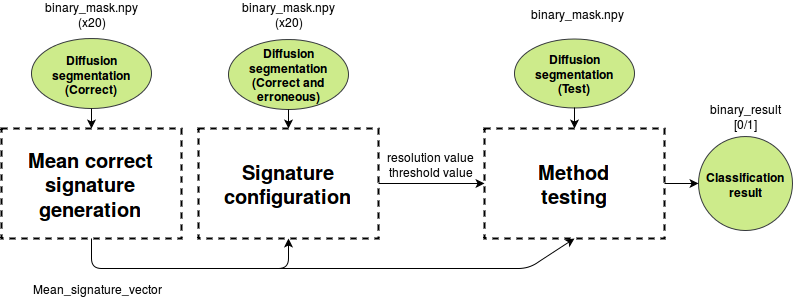 binary_mask.npy
(x20)
Diffusion
segmentation
(Correct)
Mean correct
signature
generation
binary_mask.npy
(x20)
Diffusion
segmentation
(Correct and
erroneous)
Signature
configuration
resolution value
threshold value
binary_mask.npy
Diffusion
segmentation
(Test)
Method
testing
binary_result
[0/1]
Classification
result
Mean_signature_vector